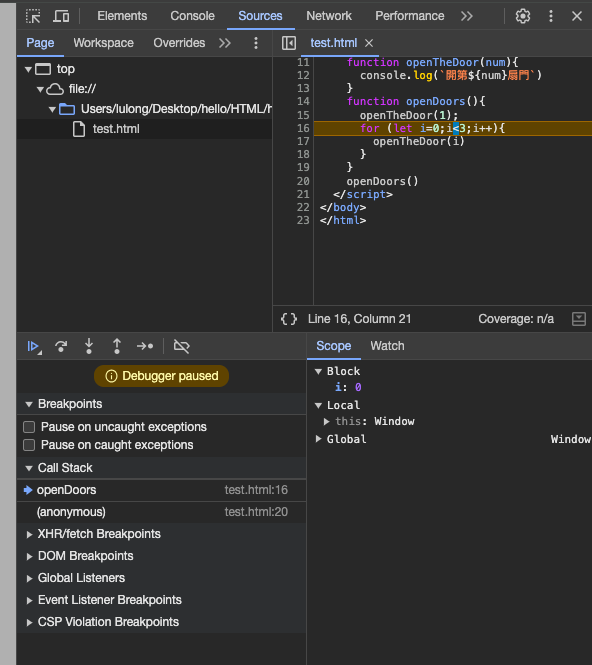 Elements Console Sources Network Performance
Page Workspace Overrides
test.html
top
file://
Users/lulong/Desktop/hello/HTML/h
test.html
11 function openTheDoor(num){
12 console.log(`開第${num}扇門`)
13 }
14 function openDoors(){
15 openTheDoor(1);
16 for (let i=0;i<3;i++){
17 openTheDoor(i)
18 }
19 }
20 openDoors()
21 </script>
22 </body>
23 </html>
{} Line 16, Column 21 Coverage: n/a
Debugger paused
Breakpoints
Pause on uncaught exceptions
Pause on caught exceptions
Call Stack
openDoors test.html:16
(anonymous) test.html:20
XHR/fetch Breakpoints
DOM Breakpoints
Global Listeners
Event Listener Breakpoints
CSP Violation Breakpoints
Scope Watch
Block
i: 0
Local
this: Window
Global Window